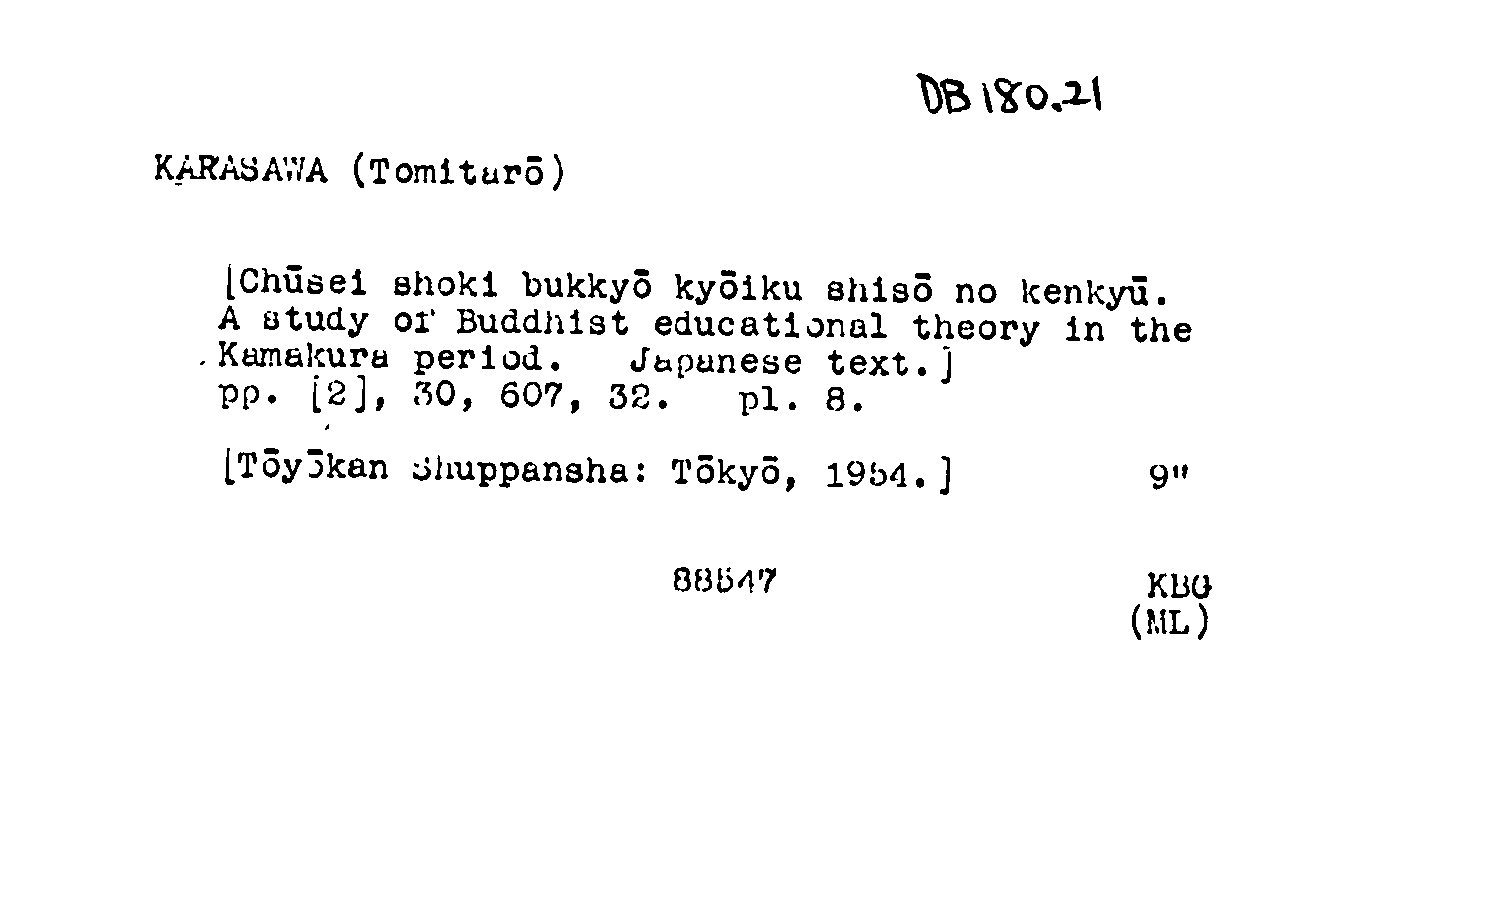 DB 180.21
KARASAWA (Tomitarō)
[Chūsei shoki bukkyō kyōiku shisō no kenkyū.
A study of Buddhist educational theory in the
Kamakura period. Japanese text.]
pp. [2], 30, 607, 32. pl. 8.
[Tōyōkan Shuppansha: Tōkyō, 1954.] 9"
88547 KBG
(ML)